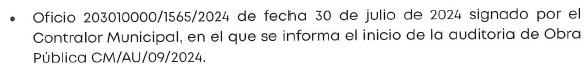 • Oficio 203010000/1565/2024 de fecha 30 de julio de 2024 signado por el
Contralor Municipal, en el que se informa el inicio de la auditoria de Obra
Pública CM/AU/09/2024.